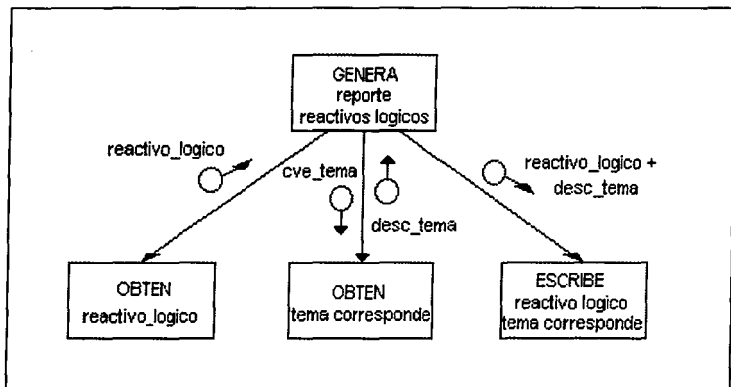 GENERA
reporte
reactivos logicos
reactivo_logico
cve_tema
desc_tema
reactivo_logico +
desc_tema
OBTEN
reactivo_logico
OBTEN
tema corresponde
ESCRIBE
reactivo logico
tema corresponde